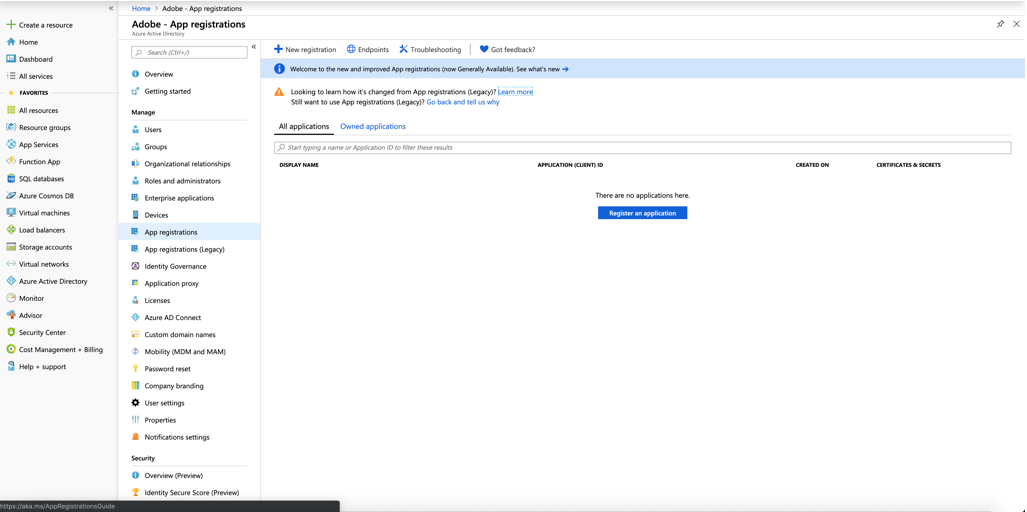 Home > Adobe - App registrations
Adobe - App registrations
Azure Active Directory
Create a resource
Home
Dashboard
All services
FAVORITES
All resources
Resource groups
App Services
Function App
SQL databases
Azure Cosmos DB
Virtual machines
Load balancers
Storage accounts
Virtual networks
Azure Active Directory
Monitor
Advisor
Security Center
Cost Management + Billing
Help + support
Search (Ctrl+/)
Overview
Getting started
Manage
Users
Groups
Organizational relationships
Roles and administrators
Enterprise applications
Devices
App registrations
App registrations (Legacy)
Identity Governance
Application proxy
Licenses
Azure AD Connect
Custom domain names
Mobility (MDM and MAM)
Password reset
Company branding
User settings
Properties
Notifications settings
Security
Overview (Preview)
Identity Secure Score (Preview)
New registration Endpoints Troubleshooting Got feedback?
Welcome to the new and improved App registrations (now Generally Available). See what's new →
Looking to learn how it's changed from App registrations (Legacy)? Learn more
Still want to use App registrations (Legacy)? Go back and tell us why
All applications Owned applications
Start typing a name or Application ID to filter these results
DISPLAY NAME APPLICATION (CLIENT) ID CREATED ON CERTIFICATES & SECRETS
There are no applications here.
Register an application
https://aka.ms/AppRegistrationsGuide